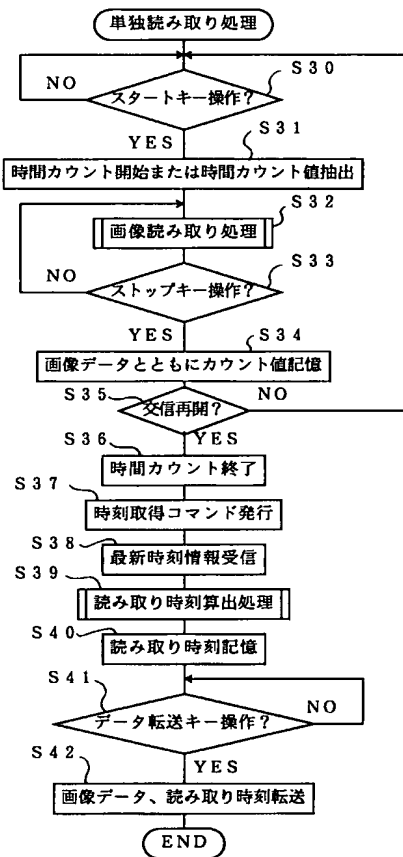 単独読み取り処理
S30
スタートキー操作？
NO
YES
S31
時間カウント開始または時間カウント値抽出
S32
画像読み取り処理
S33
ストップキー操作？
NO
YES
S34
画像データとともにカウント値記憶
S35
交信再開？
NO
YES
S36
時間カウント終了
S37
時刻取得コマンド発行
S38
最新時刻情報受信
S39
読み取り時刻算出処理
S40
読み取り時刻記憶
S41
データ転送キー操作？
NO
YES
S42
画像データ、読み取り時刻転送
END